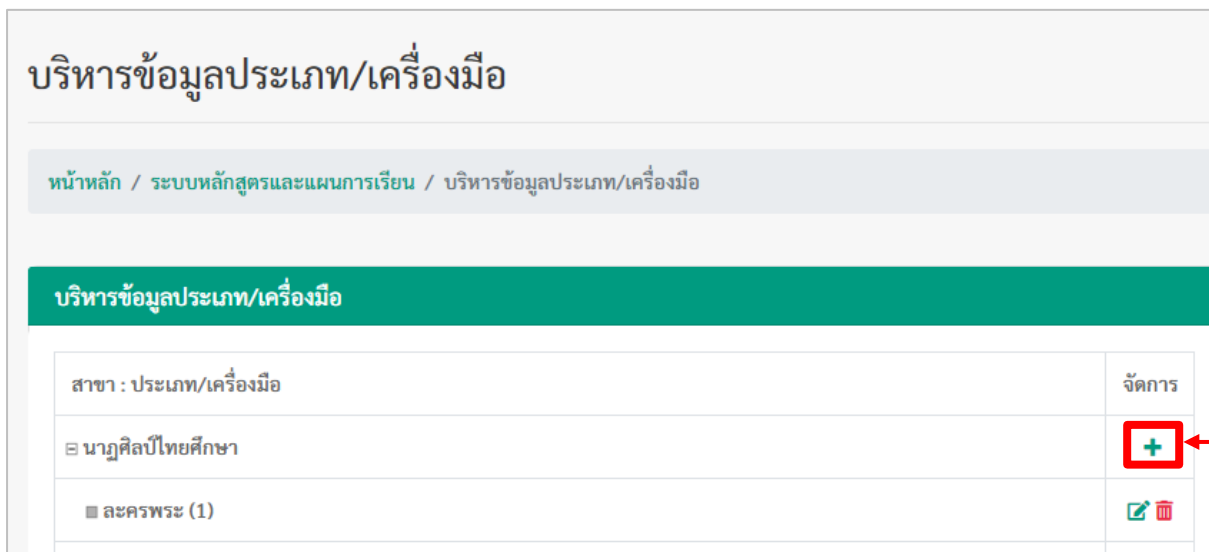 บริหารข้อมูลประเภท/เครื่องมือ
หน้าหลัก / ระบบหลักสูตรและแผนการเรียน / บริหารข้อมูลประเภท/เครื่องมือ
บริหารข้อมูลประเภท/เครื่องมือ
สาขา : ประเภท/เครื่องมือ จัดการ
นาฏศิลป์ไทยศึกษา
ละครพระ (1)